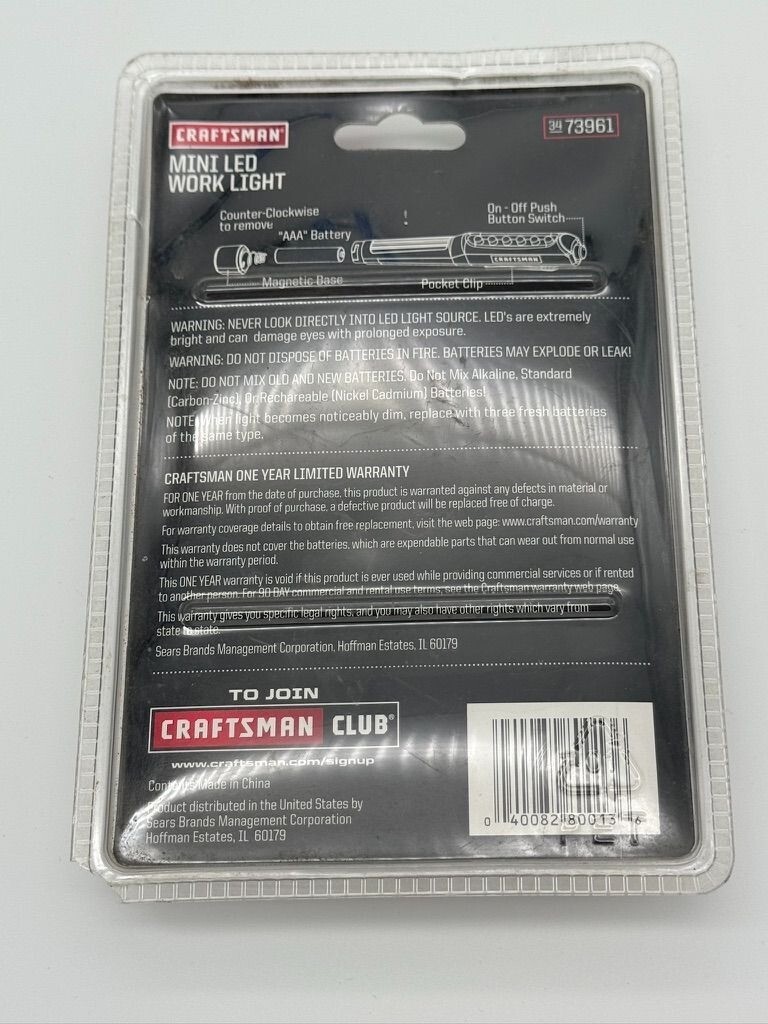 CRAFTSMAN®
34 73961
MINI LED
WORK LIGHT
Counter-Clockwise
to remove
"AAA" Battery
!
On - Off Push
Button Switch
CRAFTSMAN
Magnetic Base
Pocket Clip
WARNING: NEVER LOOK DIRECTLY INTO LED LIGHT SOURCE. LED's are extremely
bright and can damage eyes with prolonged exposure.
WARNING: DO NOT DISPOSE OF BATTERIES IN FIRE. BATTERIES MAY EXPLODE OR LEAK!
NOTE: DO NOT MIX OLD AND NEW BATTERIES. Do Not Mix Alkaline, Standard
(Carbon-Zinc), Or Rechareable (Nickel Cadmium) Batteries!
NOTE: When light becomes noticeably dim, replace with three fresh batteries
of the same type.
CRAFTSMAN ONE YEAR LIMITED WARRANTY
FOR ONE YEAR from the date of purchase, this product is warranted against any defects in material or
workmanship. With proof of purchase, a defective product will be replaced free of charge.
For warranty coverage details to obtain free replacement, visit the web page: www.craftsman.com/warranty
This warranty does not cover the batteries, which are expendable parts that can wear out from normal use
within the warranty period.
This ONE YEAR warranty is void if this product is ever used while providing commercial services or if rented
to another person. For 90 DAY commercial and rental use terms, see the Craftsman warranty web page.
This warranty gives you specific legal rights, and you may also have other rights which vary from
state to state.
Sears Brands Management Corporation, Hoffman Estates, IL 60179
TO JOIN
CRAFTSMAN CLUB®
www.craftsman.com/signup
Contents Made in China
Product distributed in the United States by
Sears Brands Management Corporation
Hoffman Estates, IL 60179
0 40082 80013 6